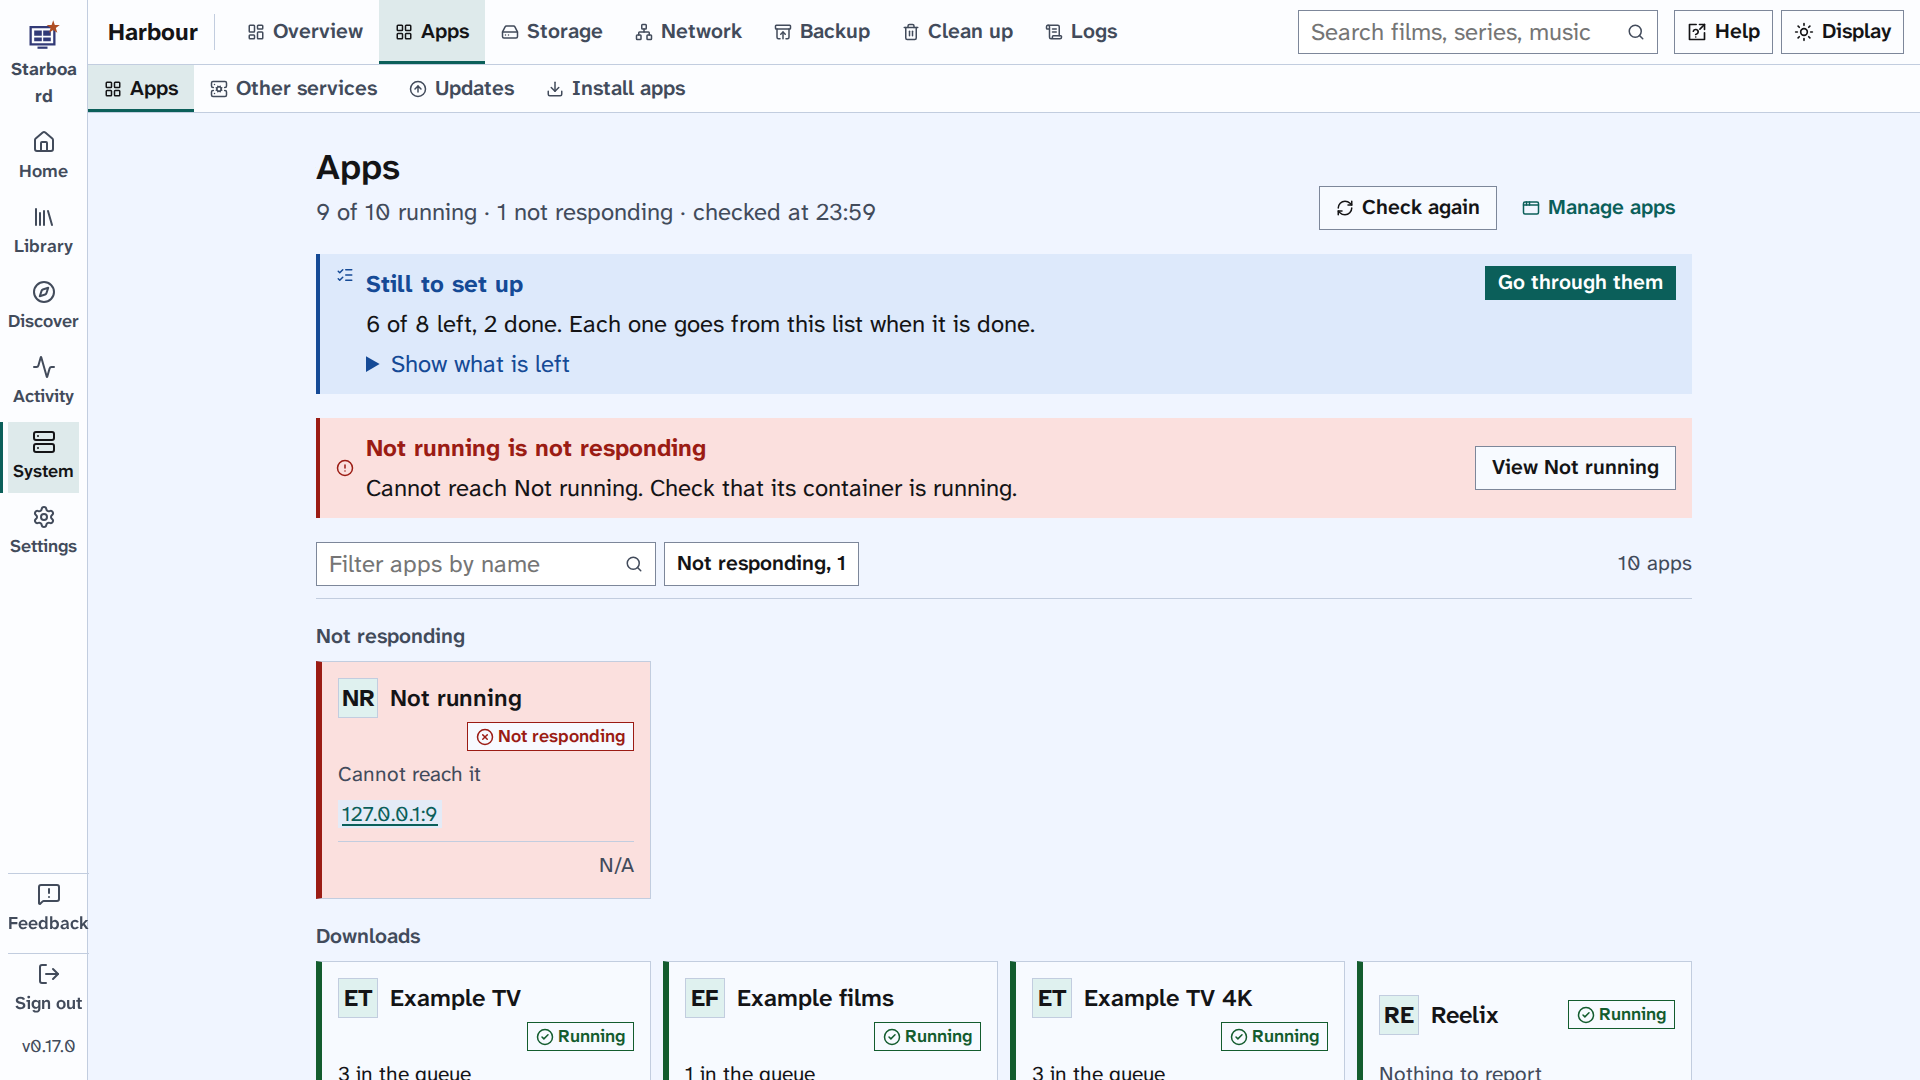 Starboa
rd
Home
Library
Discover
Activity
System
Settings
Feedback
Sign out
v0.17.0
Harbour
Overview
Apps
Storage
Network
Backup
Clean up
Logs
Search films, series, music
Help
Display
Apps
Other services
Updates
Install apps
Apps
9 of 10 running · 1 not responding · checked at 23:59
Check again
Manage apps
Still to set up
Go through them
6 of 8 left, 2 done. Each one goes from this list when it is done.
Show what is left
Not running is not responding
Cannot reach Not running. Check that its container is running.
View Not running
Filter apps by name
Not responding, 1
10 apps
Not responding
NR Not running
Not responding
Cannot reach it
127.0.0.1:9
N/A
Downloads
ET Example TV
Running
3 in the queue
EF Example films
Running
1 in the queue
ET Example TV 4K
Running
3 in the queue
RE Reelix
Running
Nothing to report